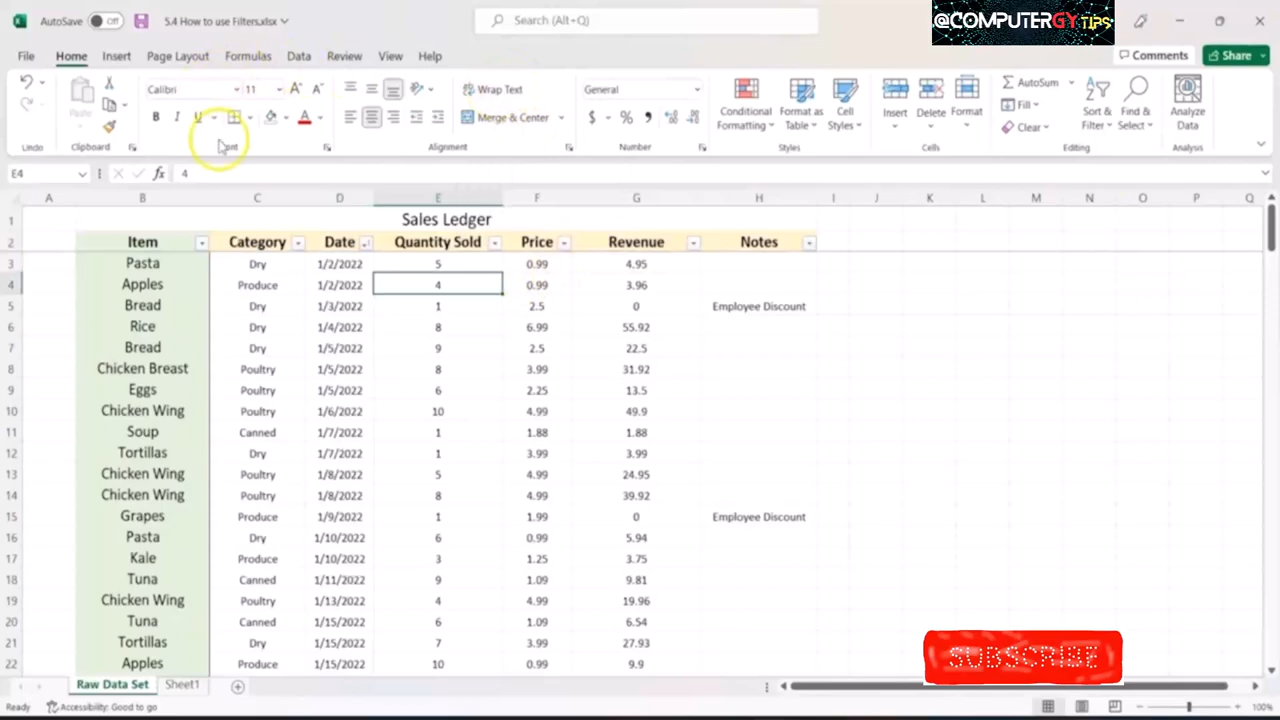 AutoSave Off 5.4 How to use Filters.xlsx Search (Alt+Q) @COMPUTERGY TIPS
File Home Insert Page Layout Formulas Data Review View Help Comments Share
Calibri 11 Wrap Text General AutoSum
Paste B I U A Merge & Center $ % Conditional Formatting Format as Table Cell Styles Insert Delete Format Fill Clear Sort & Filter Find & Select Analyze Data
Undo Clipboard Alignment Number Styles Cells Editing Analysis
E4 fx 4
A B C D E F G H I J K L M N O P Q
1 Sales Ledger
2 Item Category Date Quantity Sold Price Revenue Notes
3 Pasta Dry 1/2/2022 5 0.99 4.95
4 Apples Produce 1/2/2022 4 0.99 3.96
5 Bread Dry 1/3/2022 1 2.5 0 Employee Discount
6 Rice Dry 1/4/2022 8 6.99 55.92
7 Bread Dry 1/5/2022 9 2.5 22.5
8 Chicken Breast Poultry 1/5/2022 8 3.99 31.92
9 Eggs Poultry 1/5/2022 6 2.25 13.5
10 Chicken Wing Poultry 1/6/2022 10 4.99 49.9
11 Soup Canned 1/7/2022 1 1.88 1.88
12 Tortillas Dry 1/7/2022 1 3.99 3.99
13 Chicken Wing Poultry 1/8/2022 5 4.99 24.95
14 Chicken Wing Poultry 1/8/2022 8 4.99 39.92
15 Grapes Produce 1/9/2022 1 1.99 0 Employee Discount
16 Pasta Dry 1/10/2022 6 0.99 5.94
17 Kale Produce 1/10/2022 3 1.25 3.75
18 Tuna Canned 1/11/2022 9 1.09 9.81
19 Chicken Wing Poultry 1/13/2022 4 4.99 19.96
20 Tuna Canned 1/15/2022 6 1.09 6.54
21 Tortillas Dry 1/15/2022 7 3.99 27.93
22 Apples Produce 1/15/2022 10 0.99 9.9
SUBSCRIBE
Raw Data Set Sheet1
Ready Accessibility: Good to go 100%